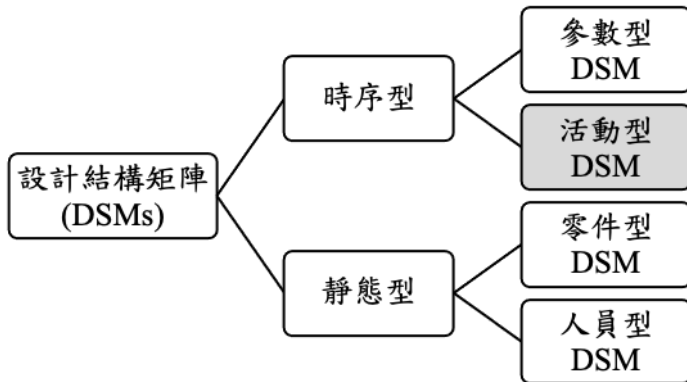 設計結構矩陣
(DSMs)
時序型
靜態型
參數型
DSM
活動型
DSM
零件型
DSM
人員型
DSM